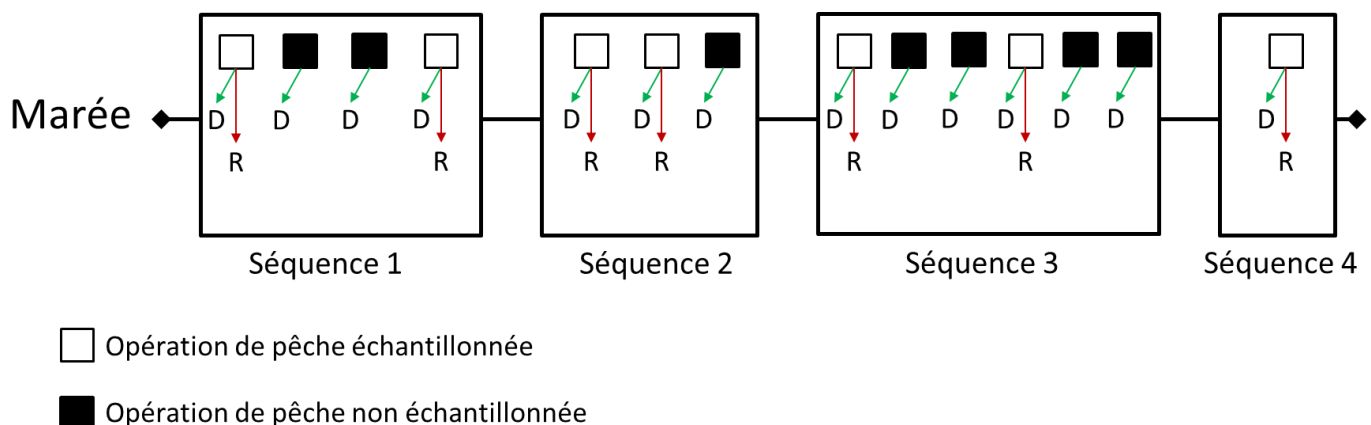 Marée
D D D D D D D D D D D D D D
R R R R R R R
Séquence 1 Séquence 2 Séquence 3 Séquence 4
Opération de pêche échantillonnée
Opération de pêche non échantillonnée